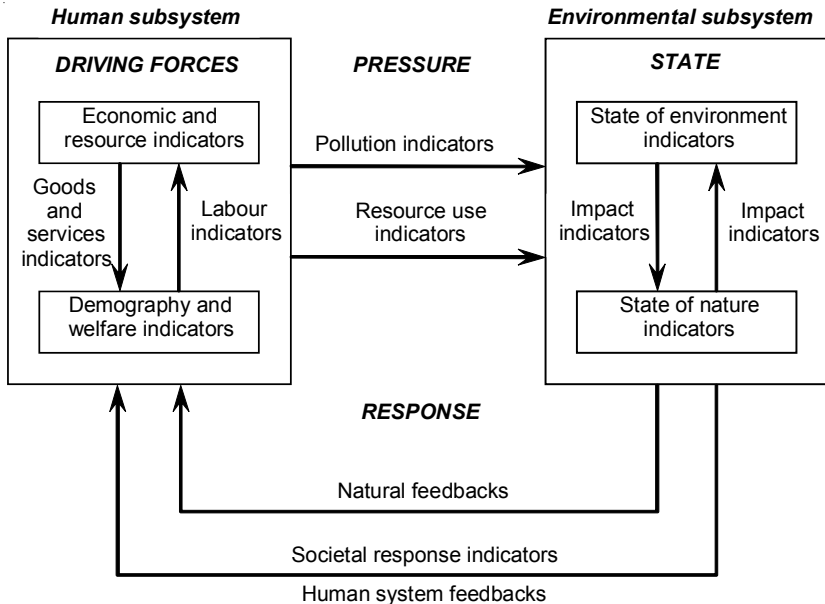 Human subsystem
Environmental subsystem
DRIVING FORCES
PRESSURE
STATE
Economic and
resource indicators
State of environment
indicators
Pollution indicators
Goods
and
services
indicators
Labour
indicators
Resource use
indicators
Impact
indicators
Impact
indicators
Demography and
welfare indicators
State of nature
indicators
RESPONSE
Natural feedbacks
Societal response indicators
Human system feedbacks